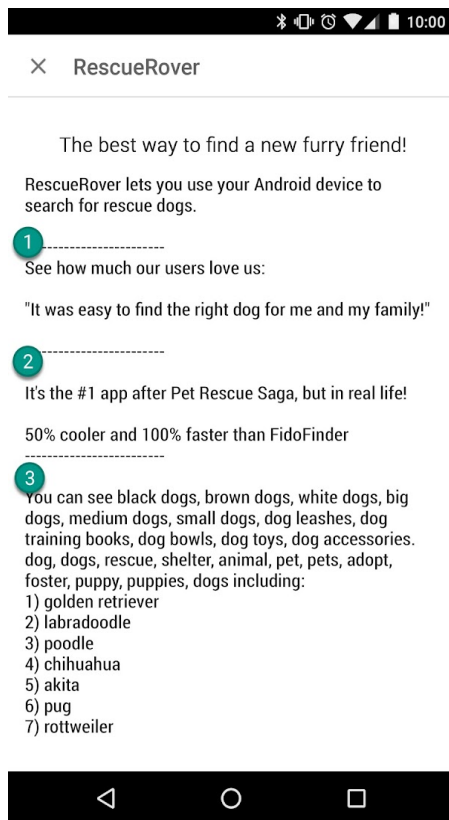 10:00
RescueRover
The best way to find a new furry friend!
RescueRover lets you use your Android device to
search for rescue dogs.
1 ----------------------
See how much our users love us:
"It was easy to find the right dog for me and my family!"
----------------------
2
It's the #1 app after Pet Rescue Saga, but in real life!
50% cooler and 100% faster than FidoFinder
-------------------------
3
You can see black dogs, brown dogs, white dogs, big
dogs, medium dogs, small dogs, dog leashes, dog
training books, dog bowls, dog toys, dog accessories.
dog, dogs, rescue, shelter, animal, pet, pets, adopt,
foster, puppy, puppies, dogs including:
1) golden retriever
2) labradoodle
3) poodle
4) chihuahua
5) akita
6) pug
7) rottweiler